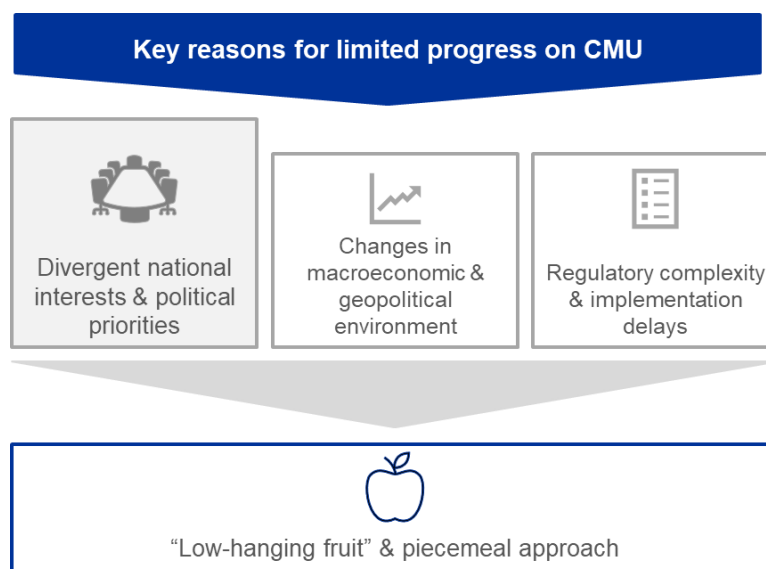 Key reasons for limited progress on CMU
Divergent national
interests & political
priorities
Changes in
macroeconomic &
geopolitical
environment
Regulatory complexity
& implementation
delays
“Low-hanging fruit” & piecemeal approach